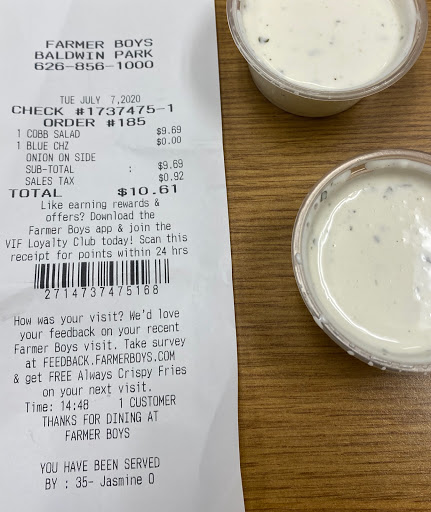 FARMER BOYS
BALDWIN PARK
626-856-1000
TUE JULY 7,2020
CHECK #1737475-1
ORDER #185
1 COBB SALAD $9.69
1 BLUE CHZ $0.00
ONION ON SIDE
SUB-TOTAL : $9.69
SALES TAX $0.92
TOTAL $10.61
Like earning rewards &
offers? Download the
Farmer Boys app & join the
VIF Loyalty Club today! Scan this
receipt for points within 24 hrs
2714737475168
How was your visit? We'd love
your feedback on your recent
Farmer Boys visit. Take survey
at FEEDBACK.FARMERBOYS.COM
& get FREE Always Crispy Fries
on your next visit.
Time: 14:48 1 CUSTOMER
THANKS FOR DINING AT
FARMER BOYS
YOU HAVE BEEN SERVED
BY : 35- Jasmine O